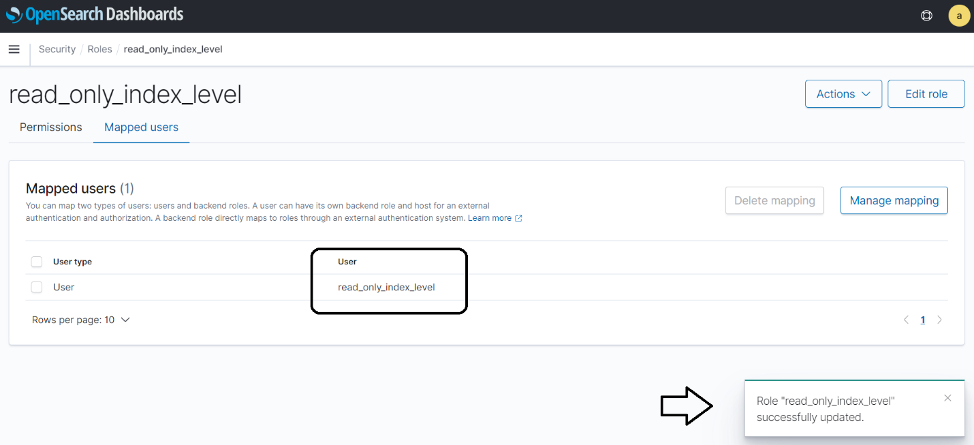 OpenSearch Dashboards
a
Security / Roles / read_only_index_level
read_only_index_level
Actions
Edit role
Permissions
Mapped users
Mapped users (1)
You can map two types of users: users and backend roles. A user can have its own backend role and host for an external
authentication and authorization. A backend role directly maps to roles through an external authentication system. Learn more
Delete mapping
Manage mapping
User type
User
User
read_only_index_level
Rows per page: 10
1
Role "read_only_index_level"
successfully updated.